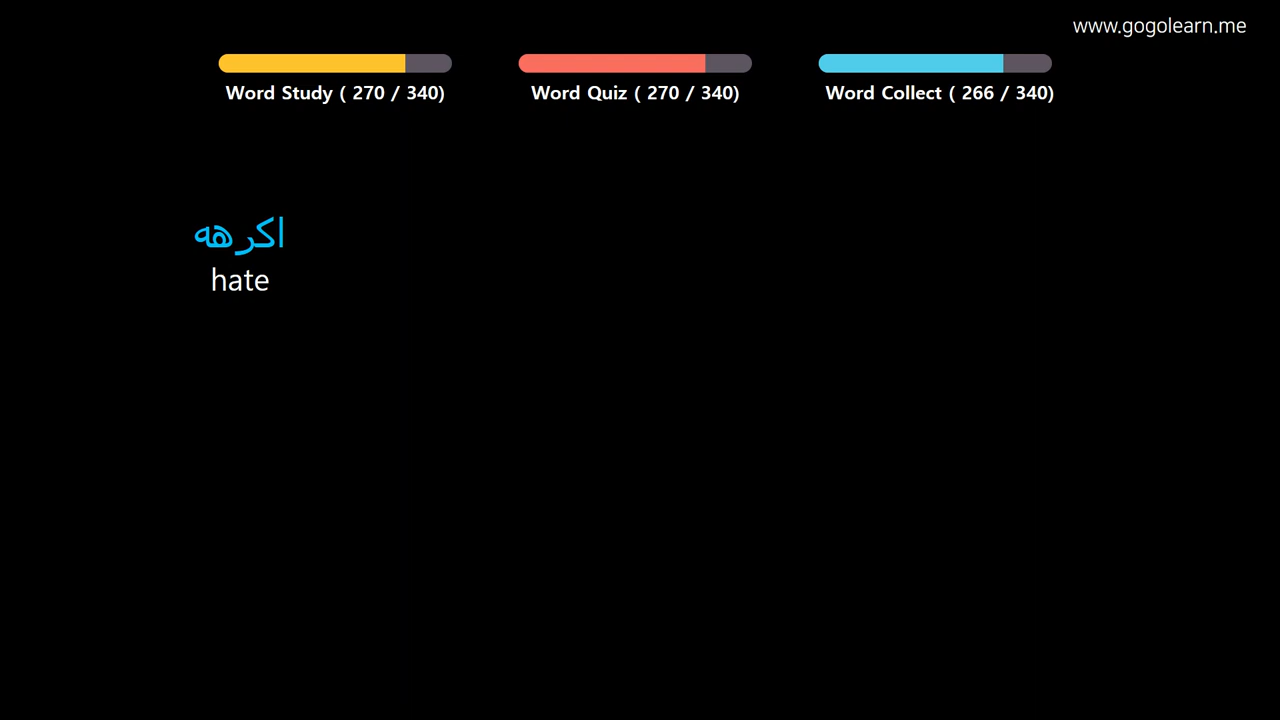 www.gogolearn.me
Word Study ( 270 / 340)
Word Quiz ( 270 / 340)
Word Collect ( 266 / 340)
اكرهه
hate